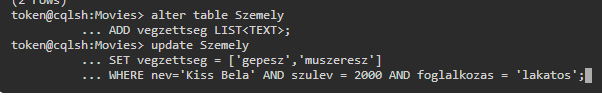 (2 rows)
token@cqlsh:Movies> alter table Szemely
... ADD vegzettseg LIST<TEXT>;
token@cqlsh:Movies> update Szemely
... SET vegzettseg = ['gepesz','muszeresz']
... WHERE nev='Kiss Bela' AND szulev = 2000 AND foglalkozas = 'lakatos';